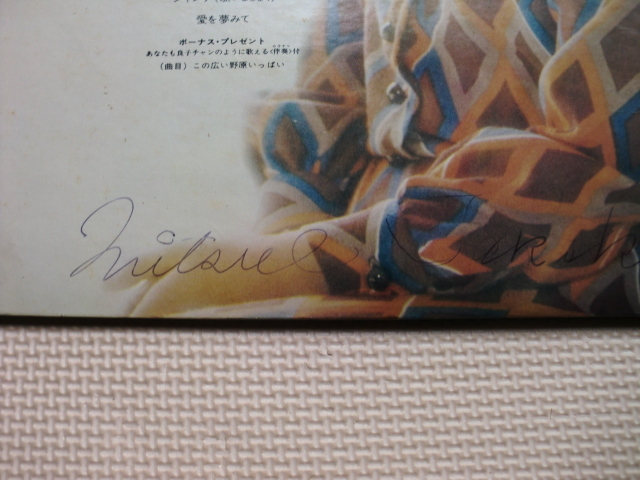 愛を夢みて
ボーナス・プレゼント
あなたも良子チャンのように歌える〈伴奏〉付
(曲目) この広い野原いっぱい
Mitsue